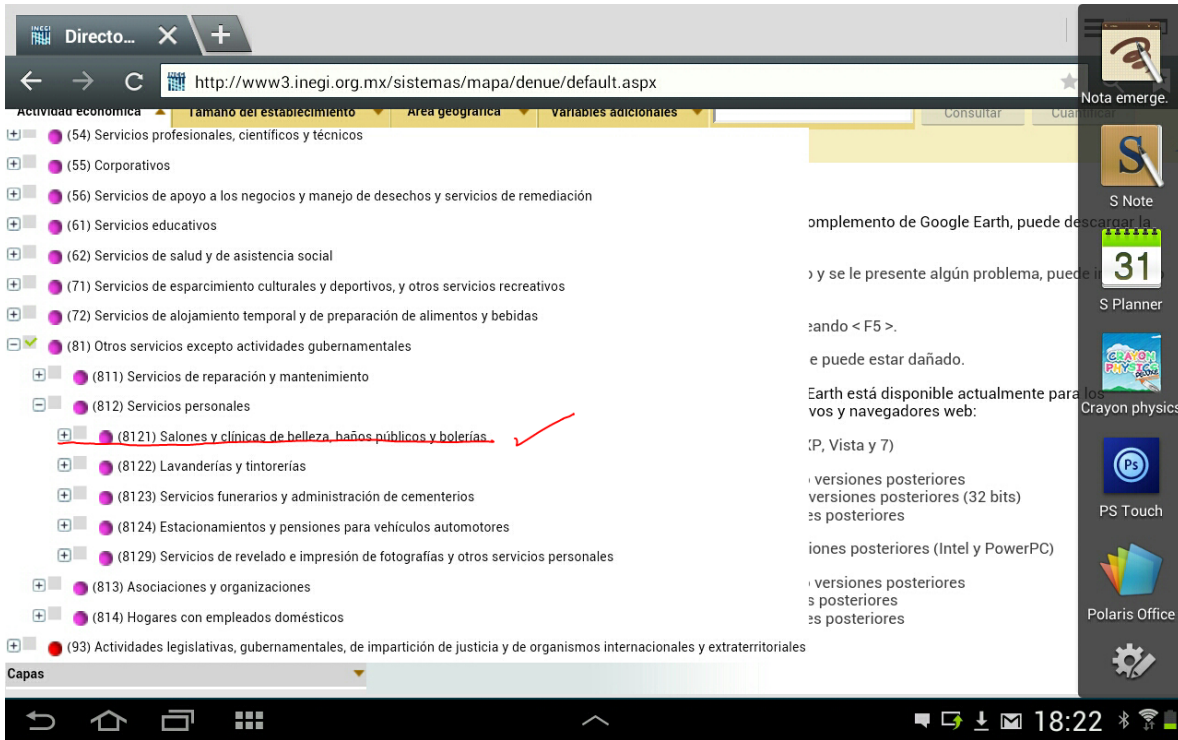 INEGI Directo...
http://www3.inegi.org.mx/sistemas/mapa/denue/default.aspx
Actividad económica Tamaño del establecimiento Área geográfica Variables adicionales Consultar Cuantificar
(54) Servicios profesionales, científicos y técnicos
(55) Corporativos
(56) Servicios de apoyo a los negocios y manejo de desechos y servicios de remediación
(61) Servicios educativos
(62) Servicios de salud y de asistencia social
(71) Servicios de esparcimiento culturales y deportivos, y otros servicios recreativos
(72) Servicios de alojamiento temporal y de preparación de alimentos y bebidas
(81) Otros servicios excepto actividades gubernamentales
(811) Servicios de reparación y mantenimiento
(812) Servicios personales
(8121) Salones y clínicas de belleza, baños públicos y bolerías
(8122) Lavanderías y tintorerías
(8123) Servicios funerarios y administración de cementerios
(8124) Estacionamientos y pensiones para vehículos automotores
(8129) Servicios de revelado e impresión de fotografías y otros servicios personales
(813) Asociaciones y organizaciones
(814) Hogares con empleados domésticos
(93) Actividades legislativas, gubernamentales, de impartición de justicia y de organismos internacionales y extraterritoriales
Capas
omplemento de Google Earth, puede descargar la
o y se le presente algún problema, puede
eando < F5 >.
e puede estar dañado.
Earth está disponible actualmente para los
vos y navegadores web:
XP, Vista y 7)
versiones posteriores
versiones posteriores (32 bits)
es posteriores
iones posteriores (Intel y PowerPC)
versiones posteriores
s posteriores
es posteriores
Nota emerge.
S
S Note
31
S Planner
CRAYON
PHYSICS
DELUXE
Crayon physics
Ps
PS Touch
Polaris Office
18:22